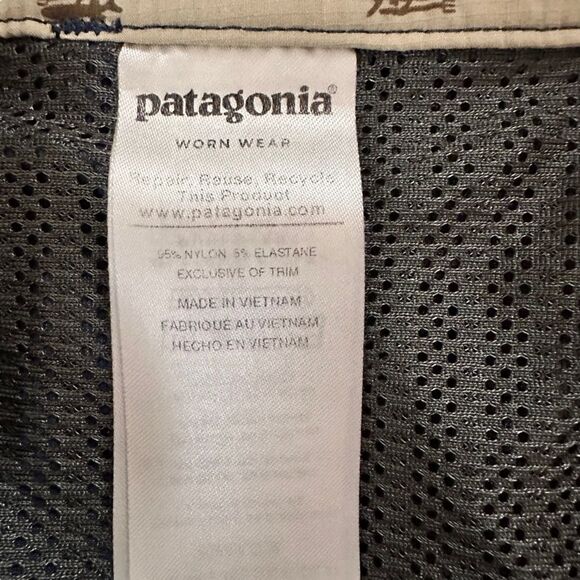 patagonia®
WORN WEAR
Repair, Reuse, Recycle
This Product
www.patagonia.com
95% NYLON 5% ELASTANE
EXCLUSIVE OF TRIM
MADE IN VIETNAM
FABRIQUÉ AU VIETNAM
HECHO EN VIETNAM